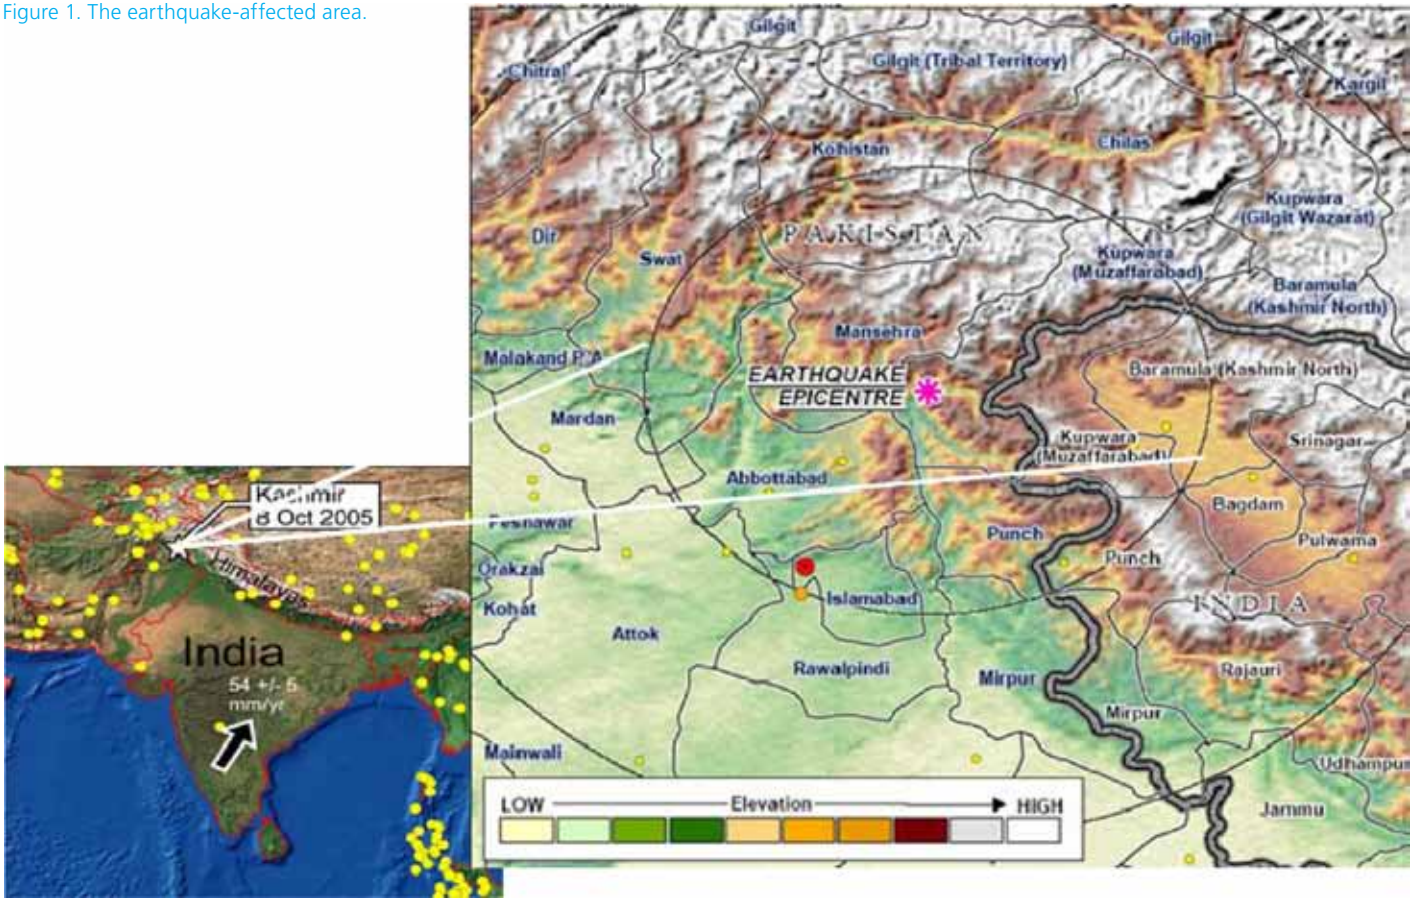 Figure 1. The earthquake-affected area.
Gilgit
Gilgit
Chitral
Gilgit (Tribal Territory)
Kargil
Kohistan
Chilas
Kupwara
(Gilgit Wazarat)
Dir
PAKISTAN
Swat
Kupwara
(Muzaffarabad)
Baramula
(Kashmir North)
Mansehra
Malakand P'A
EARTHQUAKE
EPICENTRE
Baramula (Kashmir North)
Mardan
Kupwara
(Muzaffarabad)
Srinagar
Abbottabad
Bagdam
Kashmir
8 Oct 2005
Peshawar
Punch
Punch
Pulwama
Himalayas
Orakzai
Islamabad
INDIA
Kohat
Attok
India
Rawalpindi
Mirpur
Rajauri
54 +/- 5
mm/yr
Mirpur
Mainwali
Udhampur
LOW
Elevation
HIGH
Jammu